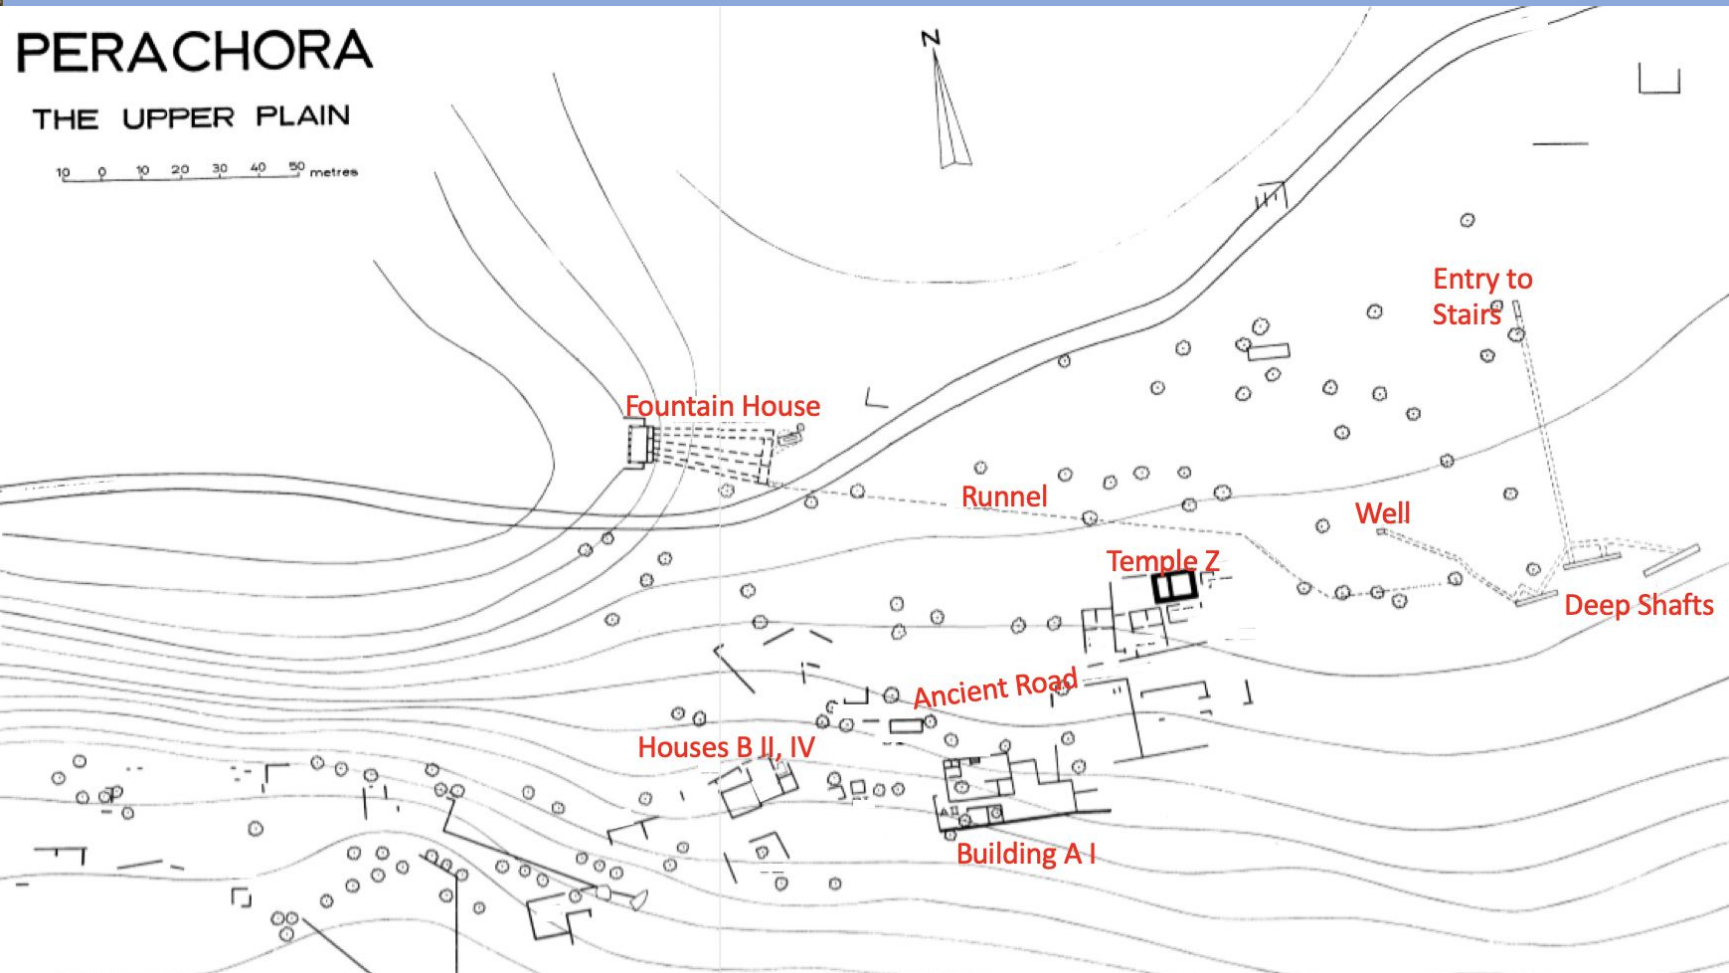 PERACHORA
THE UPPER PLAIN
10 0 10 20 30 40 50 metres
N
Entry to
Stairs
Fountain House
Runnel
Well
Temple Z
Deep Shafts
Ancient Road
Houses B II, IV
A II
Building A I